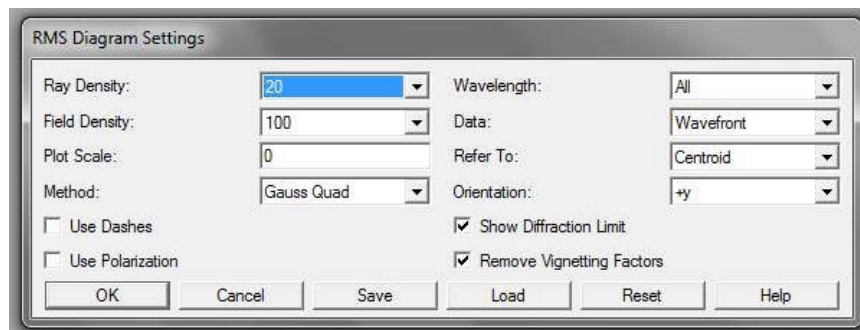 RMS Diagram Settings
Ray Density: 20 Wavelength: All
Field Density: 100 Data: Wavefront
Plot Scale: 0 Refer To: Centroid
Method: Gauss Quad Orientation: +y
Use Dashes Show Diffraction Limit
Use Polarization Remove Vignetting Factors
OK Cancel Save Load Reset Help